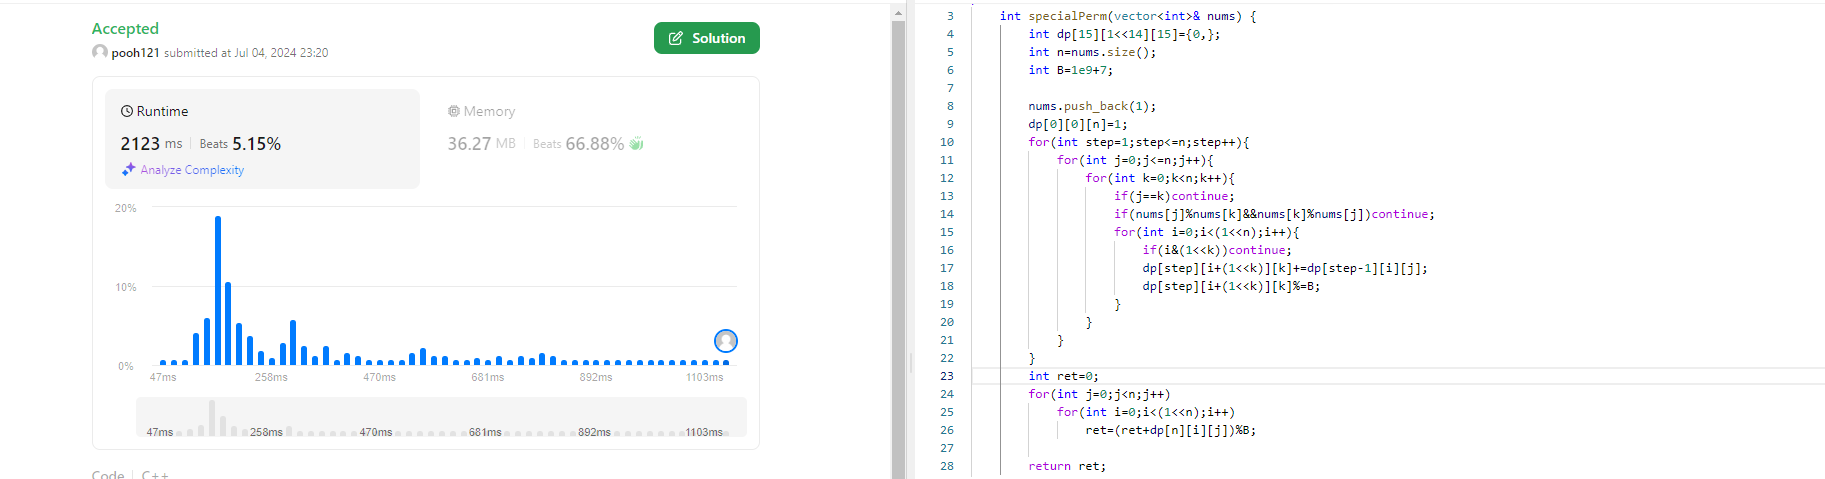 Accepted
pooh121 submitted at Jul 04, 2024 23:20
Solution
Runtime
2123 ms | Beats 5.15%
Analyze Complexity
Memory
36.27 MB | Beats 66.88%
20%
10%
0%
47ms 258ms 470ms 681ms 892ms 1103ms
47ms 258ms 470ms 681ms 892ms 1103ms
Code | C++
3 int specialPerm(vector<int>& nums) {
4 int dp[15][1<<14][15]={0,};
5 int n=nums.size();
6 int B=1e9+7;
7
8 nums.push_back(1);
9 dp[0][0][n]=1;
10 for(int step=1;step<=n;step++){
11 for(int j=0;j<=n;j++){
12 for(int k=0;k<n;k++){
13 if(j==k)continue;
14 if(nums[j]%nums[k]&&nums[k]%nums[j])continue;
15 for(int i=0;i<(1<<n);i++){
16 if(i&(1<<k))continue;
17 dp[step][i+(1<<k)][k]+=dp[step-1][i][j];
18 dp[step][i+(1<<k)][k]%=B;
19 }
20 }
21 }
22 }
23 int ret=0;
24 for(int j=0;j<n;j++)
25 for(int i=0;i<(1<<n);i++)
26 ret=(ret+dp[n][i][j])%B;
27
28 return ret;